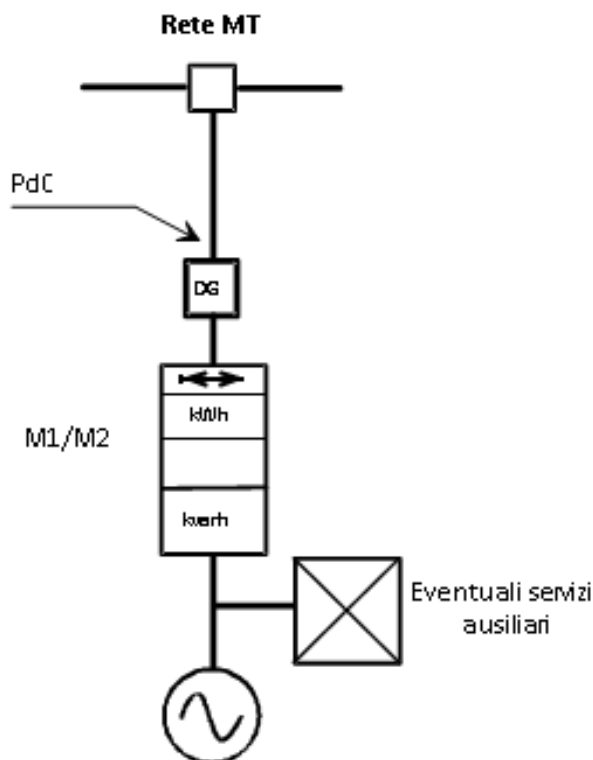 Rete MT
PdC
DG
kWh
M1/M2
kvarh
Eventuali servizi
ausiliari